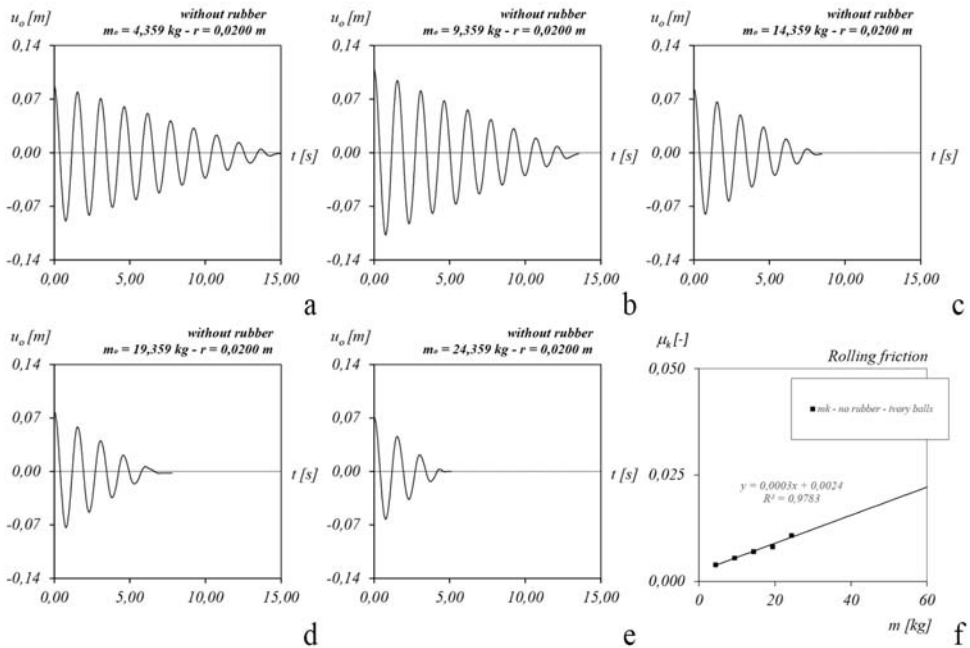 u₀ [m]
without rubber
mₒ = 4,359 kg - r = 0,0200 m
0,14
0,07
0,00
-0,07
-0,14
t [s]
0,00
5,00
10,00
15,00
a
u₀ [m]
without rubber
mₒ = 9,359 kg - r = 0,0200 m
0,14
0,07
0,00
-0,07
-0,14
t [s]
0,00
5,00
10,00
15,00
b
u₀ [m]
without rubber
mₒ = 14,359 kg - r = 0,0200 m
0,14
0,07
0,00
-0,07
-0,14
t [s]
0,00
5,00
10,00
15,00
c
u₀ [m]
without rubber
mₒ = 19,359 kg - r = 0,0200 m
0,14
0,07
0,00
-0,07
-0,14
t [s]
0,00
5,00
10,00
15,00
d
u₀ [m]
without rubber
mₒ = 24,359 kg - r = 0,0200 m
0,14
0,07
0,00
-0,07
-0,14
t [s]
0,00
5,00
10,00
15,00
e
μₖ [-]
Rolling friction
0,050
mk - no rubber - ivory balls
0,025
y = 0,0003x + 0,0024
R² = 0,9783
0,000
0
20
40
60
m [kg]
f